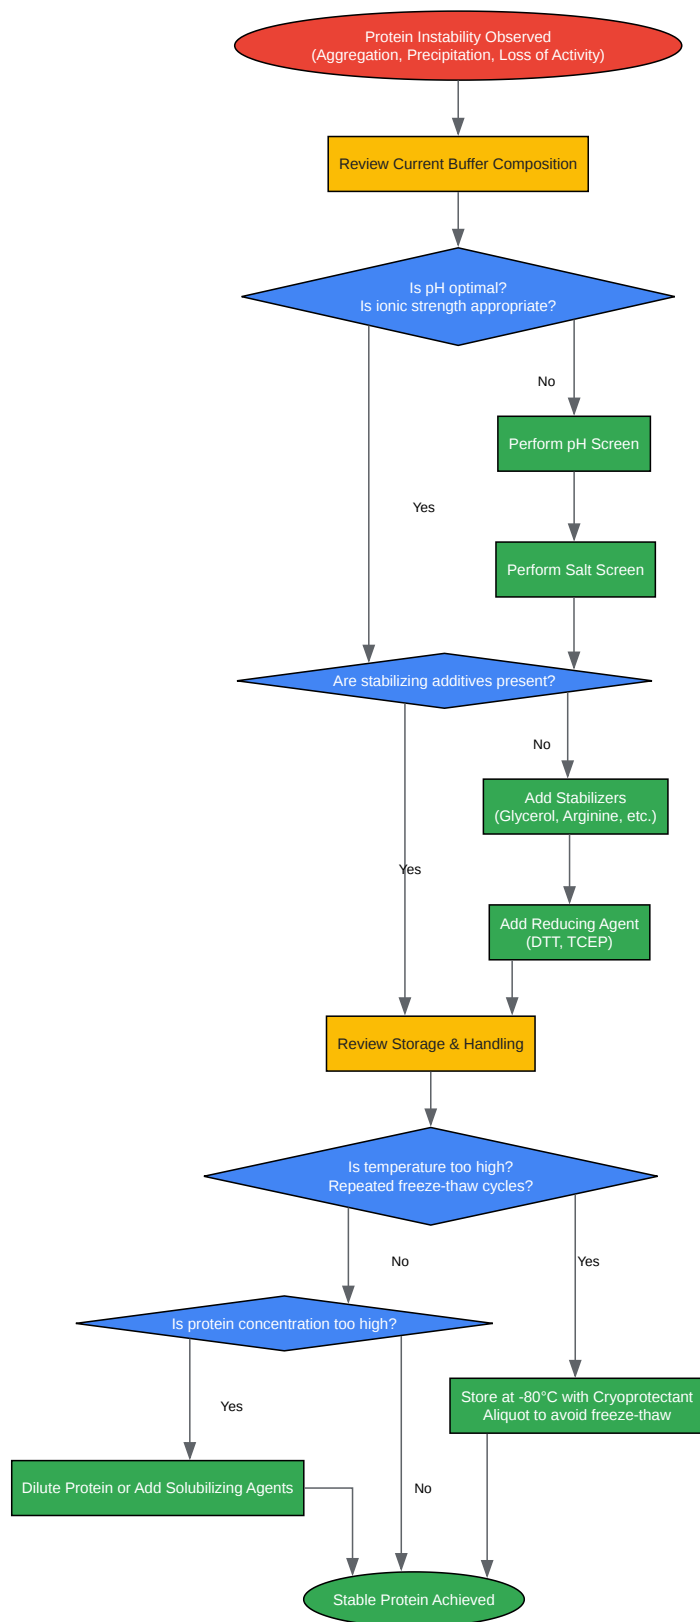 Protein Instability Observed
(Aggregation, Precipitation, Loss of Activity)
Review Current Buffer Composition
Is pH optimal?
Is ionic strength appropriate?
No
Perform pH Screen
Yes
Perform Salt Screen
Are stabilizing additives present?
No
Add Stabilizers
(Glycerol, Arginine, etc.)
Yes
Add Reducing Agent
(DTT, TCEP)
Review Storage & Handling
Is temperature too high?
Repeated freeze-thaw cycles?
No
Yes
Is protein concentration too high?
Store at -80°C with Cryoprotectant
Aliquot to avoid freeze-thaw
Yes
Dilute Protein or Add Solubilizing Agents
No
Stable Protein Achieved